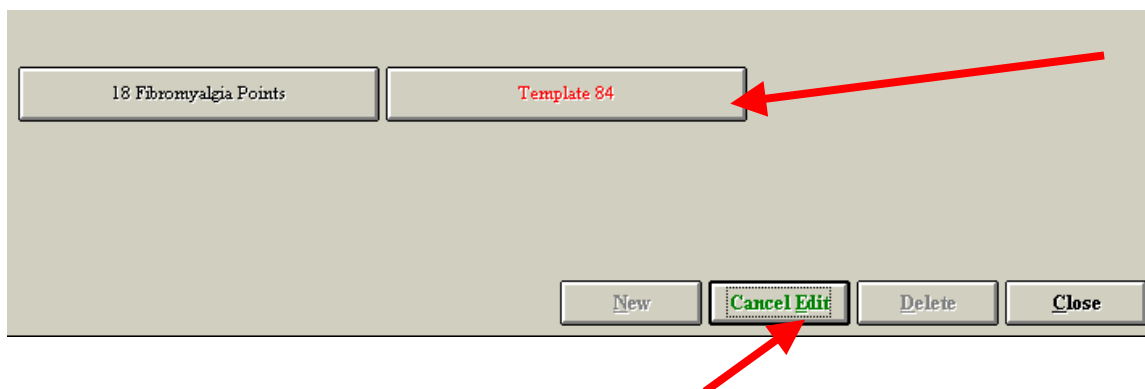 18 Fibromyalgia Points Template 84
New Cancel Edit Delete Close